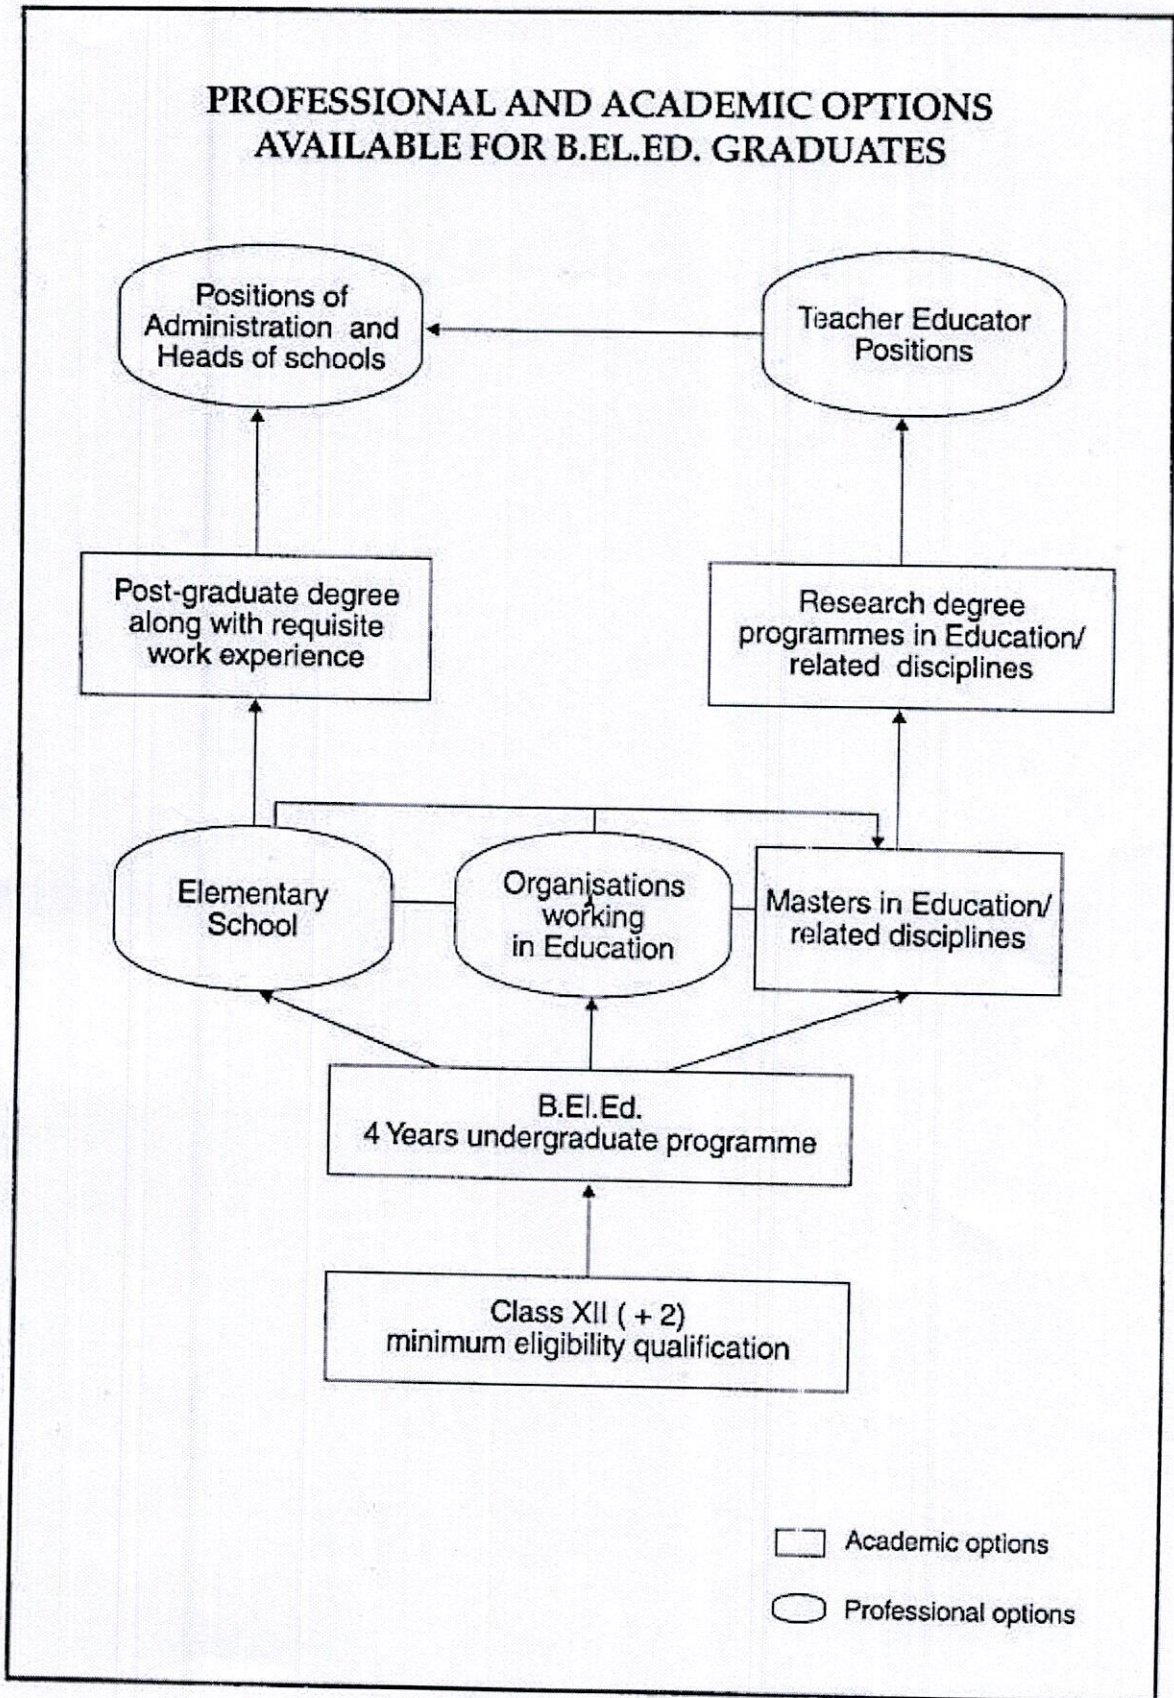 PROFESSIONAL AND ACADEMIC OPTIONS
AVAILABLE FOR B.EL.ED. GRADUATES
Positions of
Administration and
Heads of schools
Teacher Educator
Positions
Post-graduate degree
along with requisite
work experience
Research degree
programmes in Education/
related disciplines
Elementary
School
Organisations
working
in Education
Masters in Education/
related disciplines
B.El.Ed.
4 Years undergraduate programme
Class XII ( + 2)
minimum eligibility qualification
Academic options
Professional options